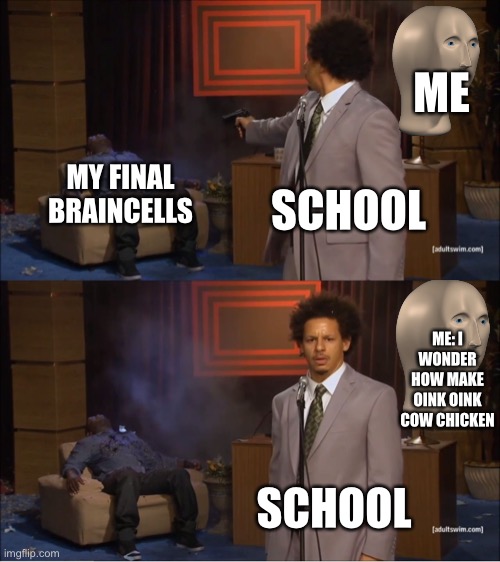 ME
MY FINAL
BRAINCELLS
SCHOOL
[adultswim.com]
ME: I
WONDER
HOW MAKE
OINK OINK
COW CHICKEN
SCHOOL
[adultswim.com]
imgflip.com